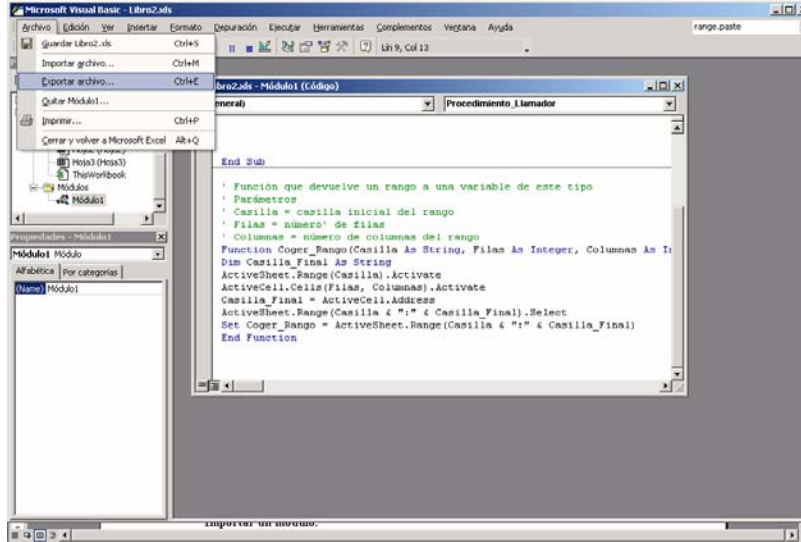 Microsoft Visual Basic - Libro2.xls
Archivo Edición Ver Insertar Formato Depuración Ejecutar Herramientas Complementos Ventana Ayuda
range.paste
Guardar Libro2.xls Ctrl+S
Importar archivo... Ctrl+M
Exportar archivo... Ctrl+E
Quitar Módulo1...
Imprimir... Ctrl+P
Cerrar y volver a Microsoft Excel Alt+Q
Lín 9, Col 13
Hoja3 (Hoja3)
ThisWorkbook
Módulos
Módulo1
Propiedades - Módulo1
Módulo1 Módulo
Alfabética Por categorías
(Name) Módulo1
bro2.xls - Módulo1 (Código)
eneral) Procedimiento_Llamador
End Sub
' Función que devuelve un rango a una variable de este tipo
' Parámetros
' Casilla = casilla inicial del rango
' Filas = número' de filas
' Columnas = número de columnas del rango
Function Coger_Rango(Casilla As String, Filas As Integer, Columnas As I
Dim Casilla_Final As String
ActiveSheet.Range(Casilla).Activate
ActiveCell.Cells(Filas, Columnas).Activate
Casilla_Final = ActiveCell.Address
ActiveSheet.Range(Casilla & ":" & Casilla_Final).Select
Set Coger_Rango = ActiveSheet.Range(Casilla & ":" & Casilla_Final)
End Function
Importar un módulo.